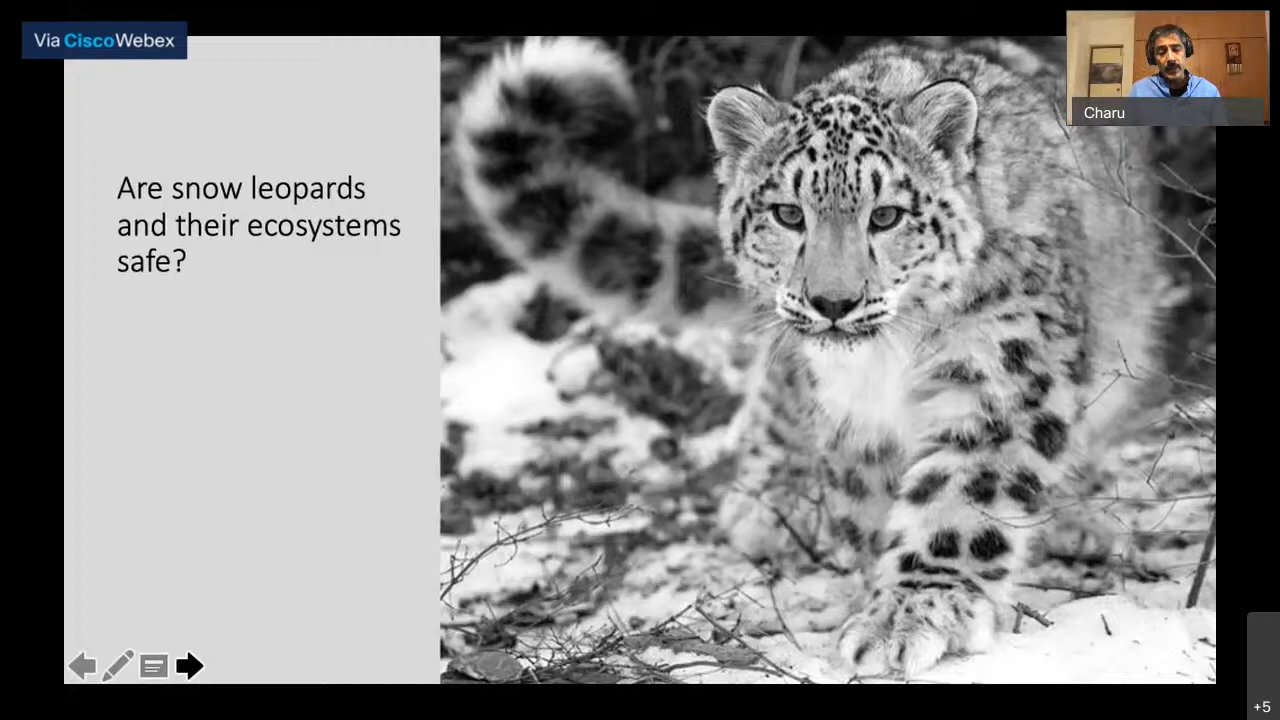 Via CiscoWebex
Charu
Are snow leopards
and their ecosystems
safe?
+5